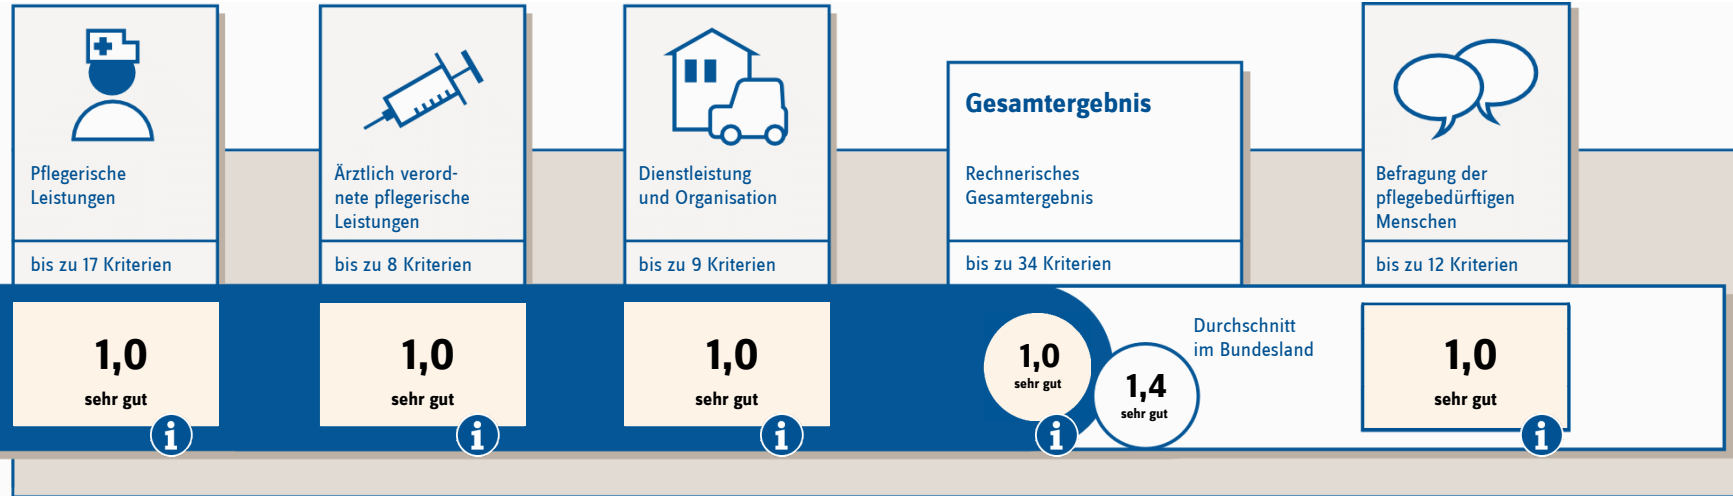 Pflegerische
Leistungen
bis zu 17 Kriterien
1,0
sehr gut
i
Ärztlich verord-
nete pflegerische
Leistungen
bis zu 8 Kriterien
1,0
sehr gut
i
Dienstleistung
und Organisation
bis zu 9 Kriterien
1,0
sehr gut
i
Gesamtergebnis
Rechnerisches
Gesamtergebnis
bis zu 34 Kriterien
1,0
sehr gut
i
Durchschnitt
im Bundesland
1,4
sehr gut
Befragung der
pflegebedürftigen
Menschen
bis zu 12 Kriterien
1,0
sehr gut
i